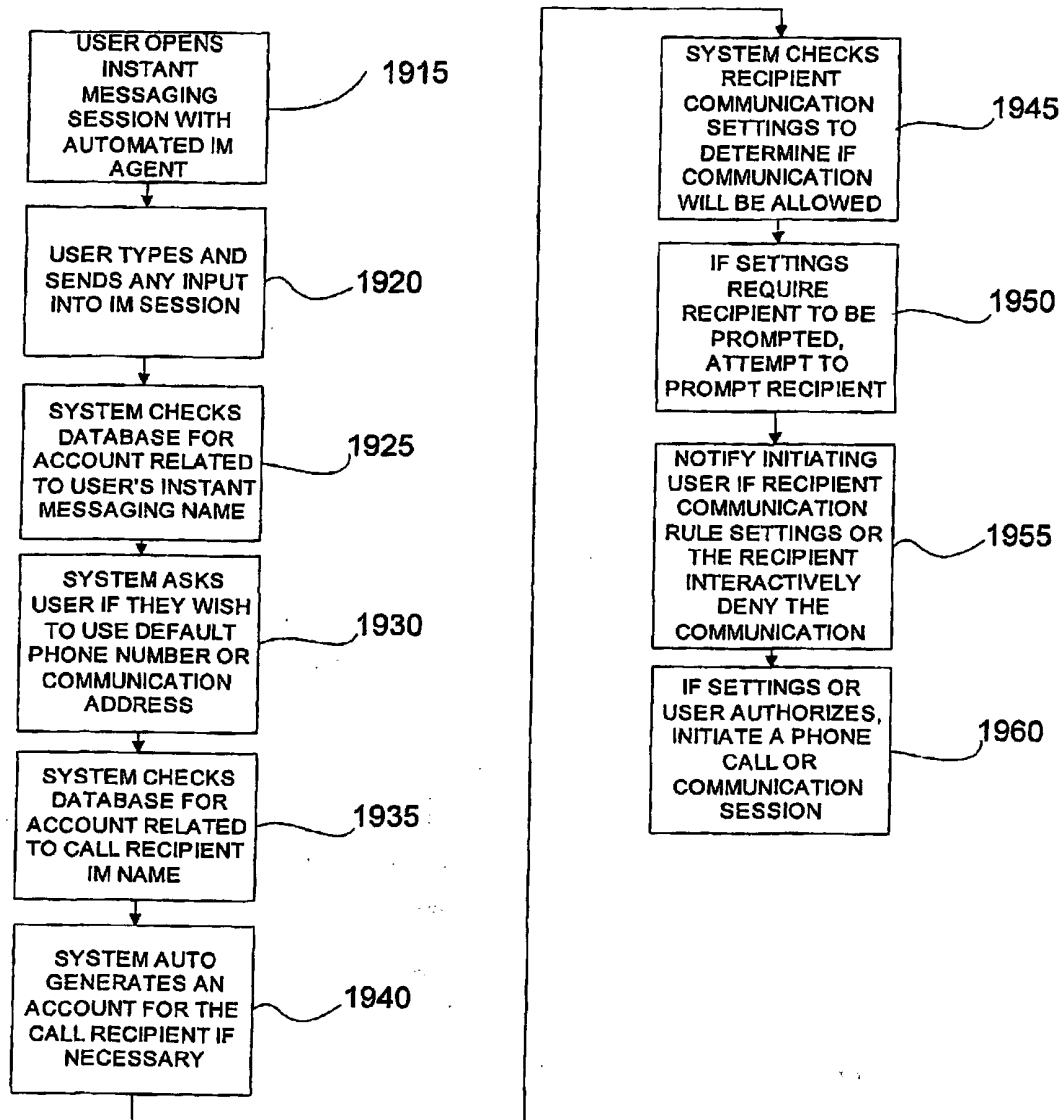 USER OPENS
INSTANT
MESSAGING
SESSION WITH
AUTOMATED IM
AGENT
1915
USER TYPES AND
SENDS ANY INPUT
INTO IM SESSION
1920
SYSTEM CHECKS
DATABASE FOR
ACCOUNT RELATED
TO USER'S INSTANT
MESSAGING NAME
1925
SYSTEM ASKS
USER IF THEY WISH
TO USE DEFAULT
PHONE NUMBER OR
COMMUNICATION
ADDRESS
1930
SYSTEM CHECKS
DATABASE FOR
ACCOUNT RELATED
TO CALL RECIPIENT
IM NAME
1935
SYSTEM AUTO
GENERATES AN
ACCOUNT FOR THE
CALL RECIPIENT IF
NECESSARY
1940
SYSTEM CHECKS
RECIPIENT
COMMUNICATION
SETTINGS TO
DETERMINE IF
COMMUNICATION
WILL BE ALLOWED
1945
IF SETTINGS
REQUIRE
RECIPIENT TO BE
PROMPTED,
ATTEMPT TO
PROMPT RECIPIENT
1950
NOTIFY INITIATING
USER IF RECIPIENT
COMMUNICATION
RULE SETTINGS OR
THE RECIPIENT
INTERACTIVELY
DENY THE
COMMUNICATION
1955
IF SETTINGS OR
USER AUTHORIZES,
INITIATE A PHONE
CALL OR
COMMUNICATION
SESSION
1960